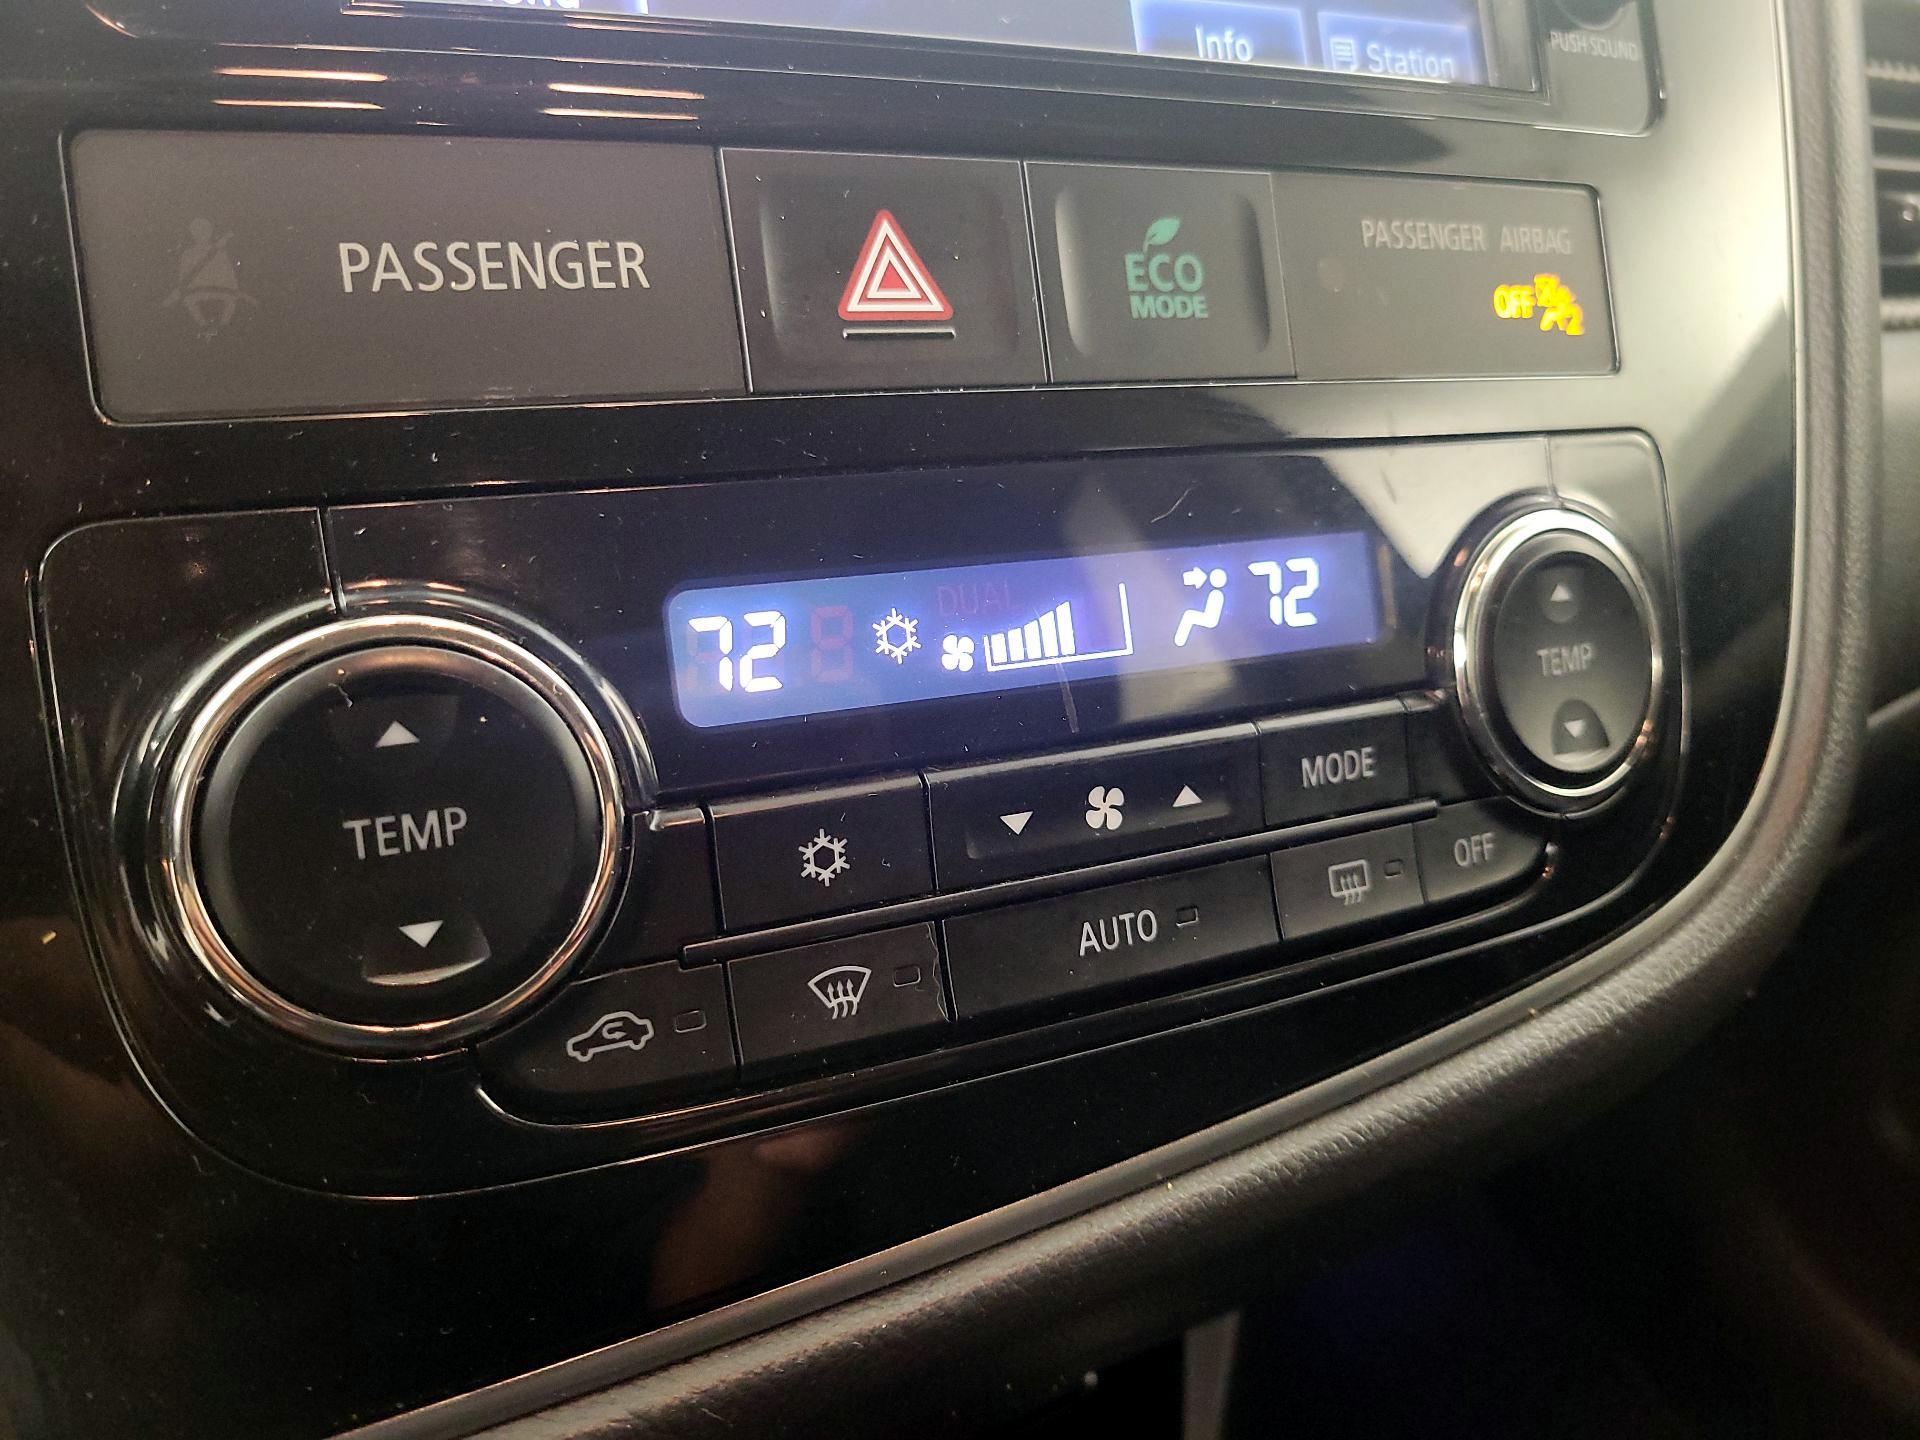 Info
Station
PUSH SOUND
PASSENGER
ECO
MODE
PASSENGER AIRBAG
OFF
72
DUAL
72
TEMP
TEMP
MODE
AUTO
OFF